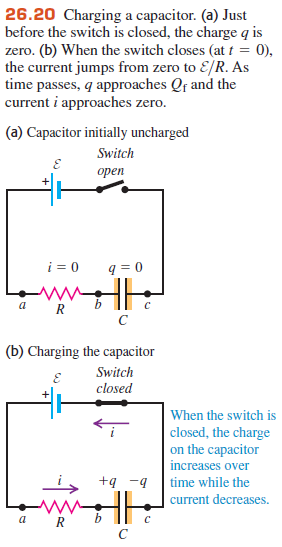 26.20 Charging a capacitor. (a) Just
before the switch is closed, the charge q is
zero. (b) When the switch closes (at t = 0),
the current jumps from zero to ℰ/R. As
time passes, q approaches Qf and the
current i approaches zero.
(a) Capacitor initially uncharged
Switch
open
ℰ
+
i = 0
q = 0
a
R
b
c
C
(b) Charging the capacitor
Switch
closed
ℰ
+
i
When the switch is
closed, the charge
on the capacitor
increases over
time while the
current decreases.
i
+q −q
a
R
b
c
C